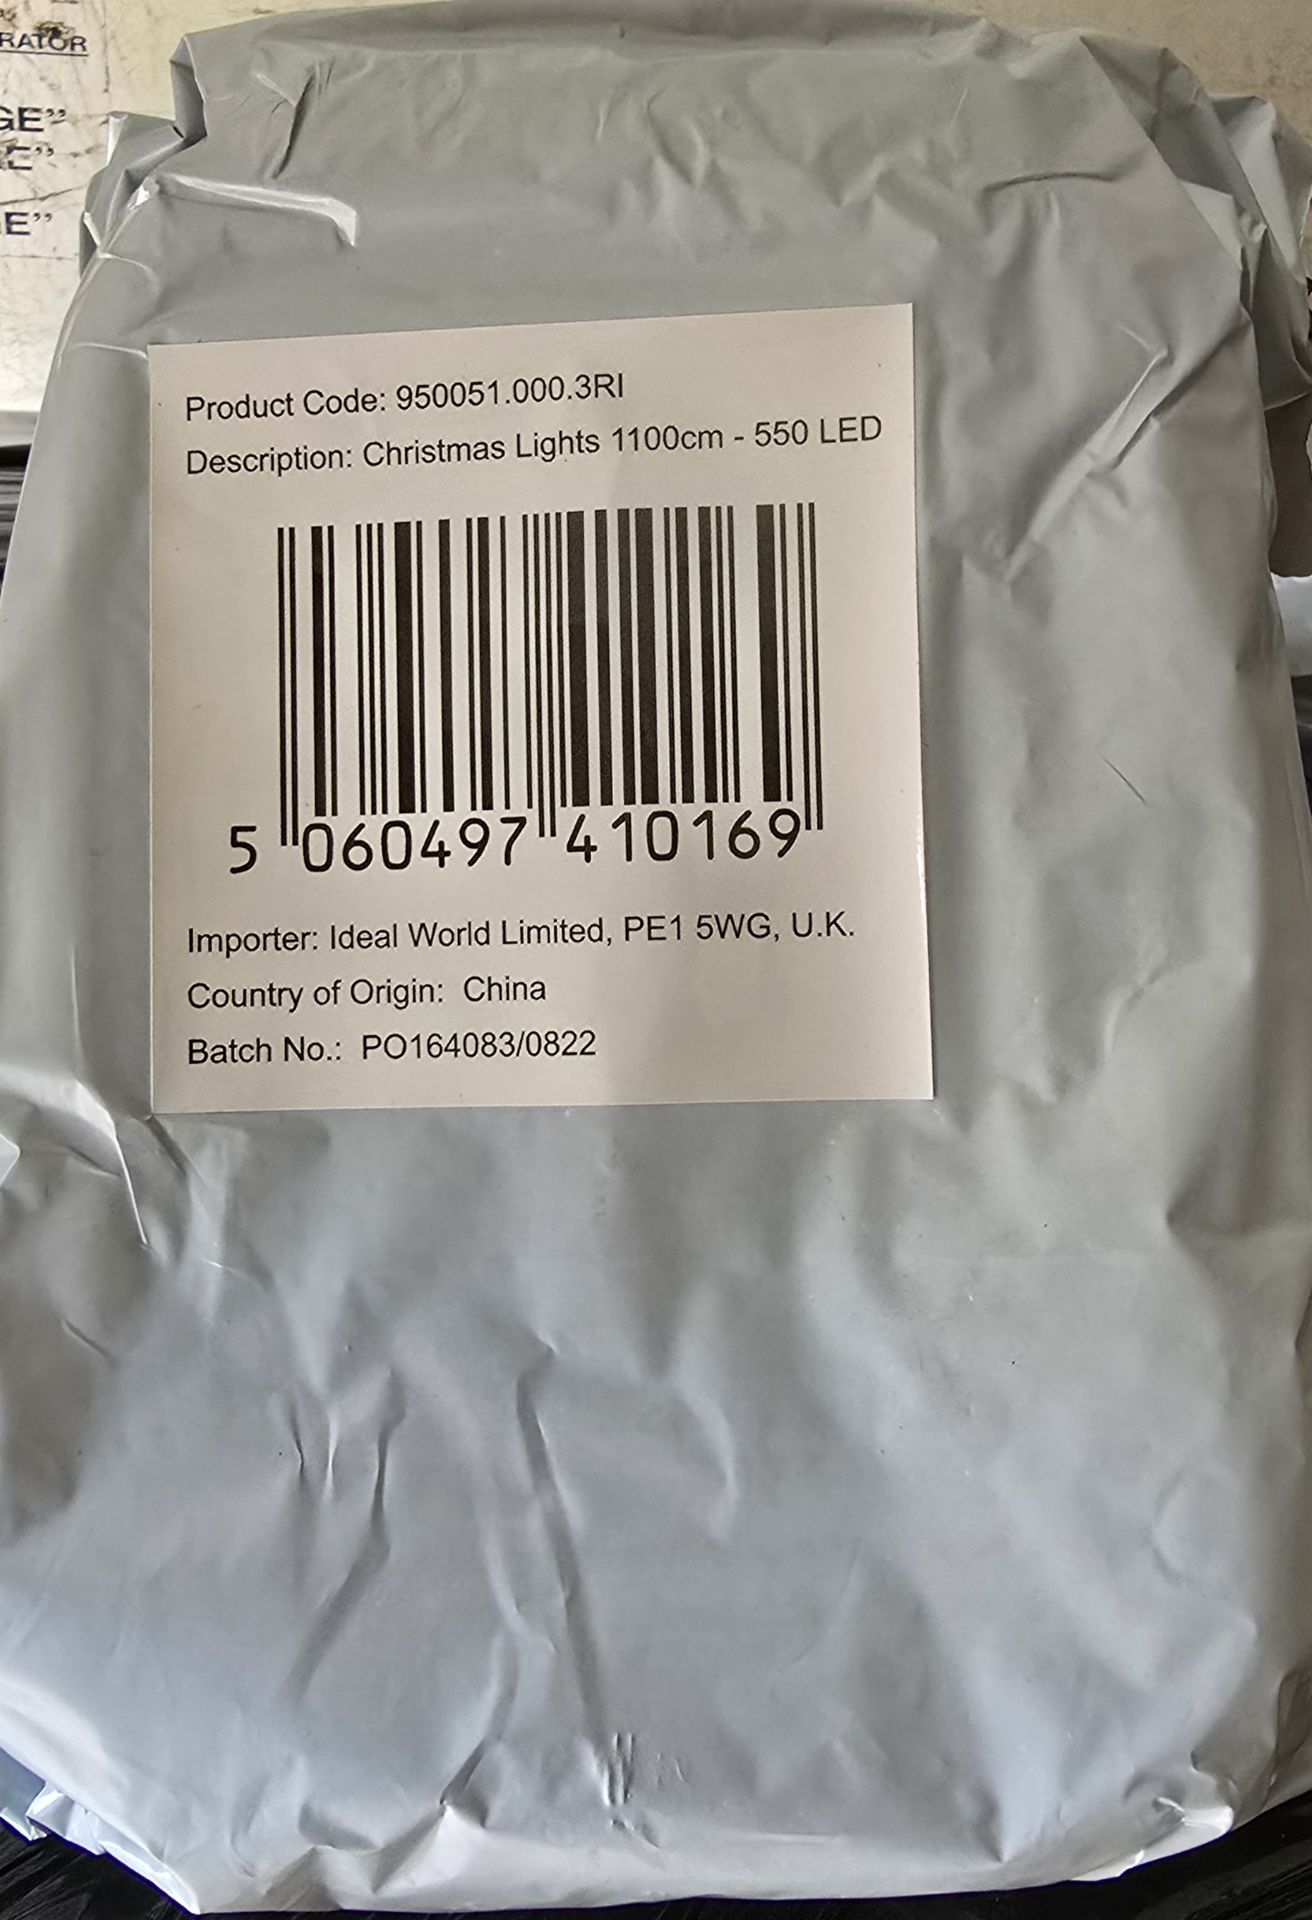 RATOR
GE”
E”
E”
Product Code: 950051.000.3RI
Description: Christmas Lights 1100cm - 550 LED
5 060497 410169
Importer: Ideal World Limited, PE1 5WG, U.K.
Country of Origin: China
Batch No.: PO164083/0822